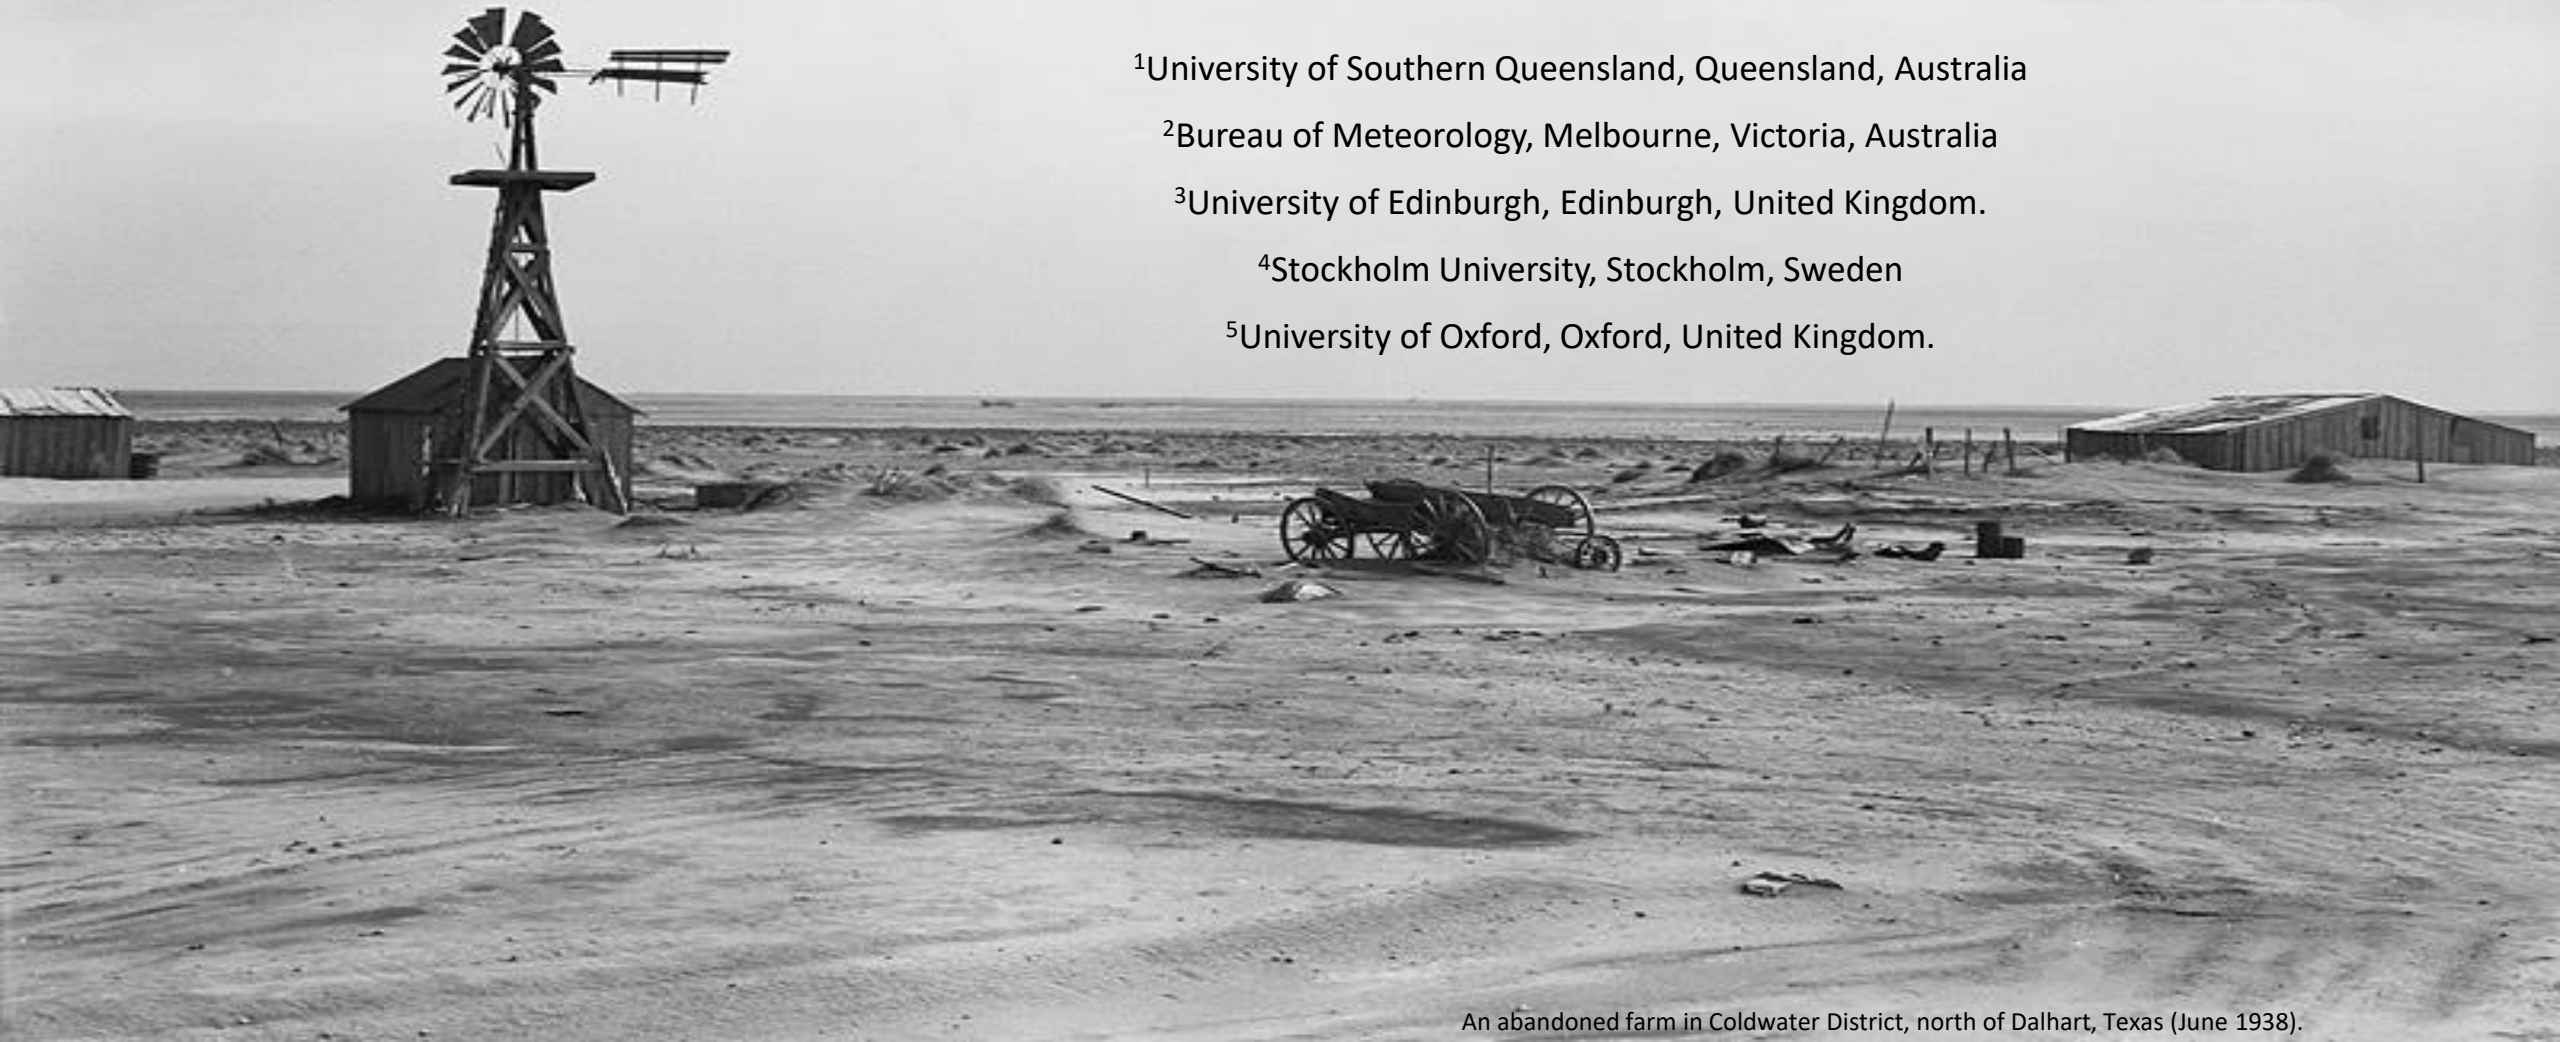 ¹University of Southern Queensland, Queensland, Australia
²Bureau of Meteorology, Melbourne, Victoria, Australia
³University of Edinburgh, Edinburgh, United Kingdom.
⁴Stockholm University, Stockholm, Sweden
⁵University of Oxford, Oxford, United Kingdom.
An abandoned farm in Coldwater District, north of Dalhart, Texas (June 1938).